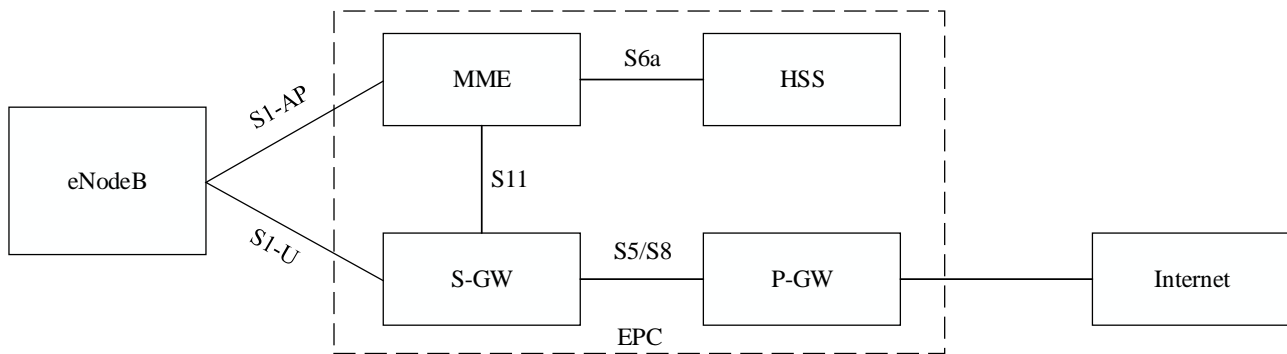 MME
S6a
HSS
S1-AP
eNodeB
S11
S1-U
S-GW
S5/S8
P-GW
Internet
EPC